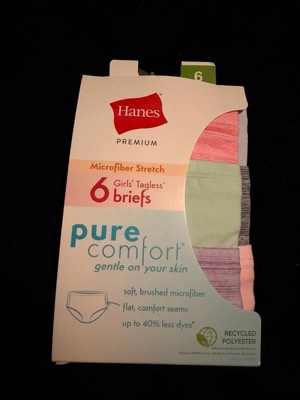 6
Hanes
PREMIUM
Microfiber Stretch
6 Girls' Tagless®
briefs
pure
comfort®
gentle on your skin
soft, brushed microfiber
flat, comfort seams
up to 40% less dyes*
RECYCLED
POLYESTER